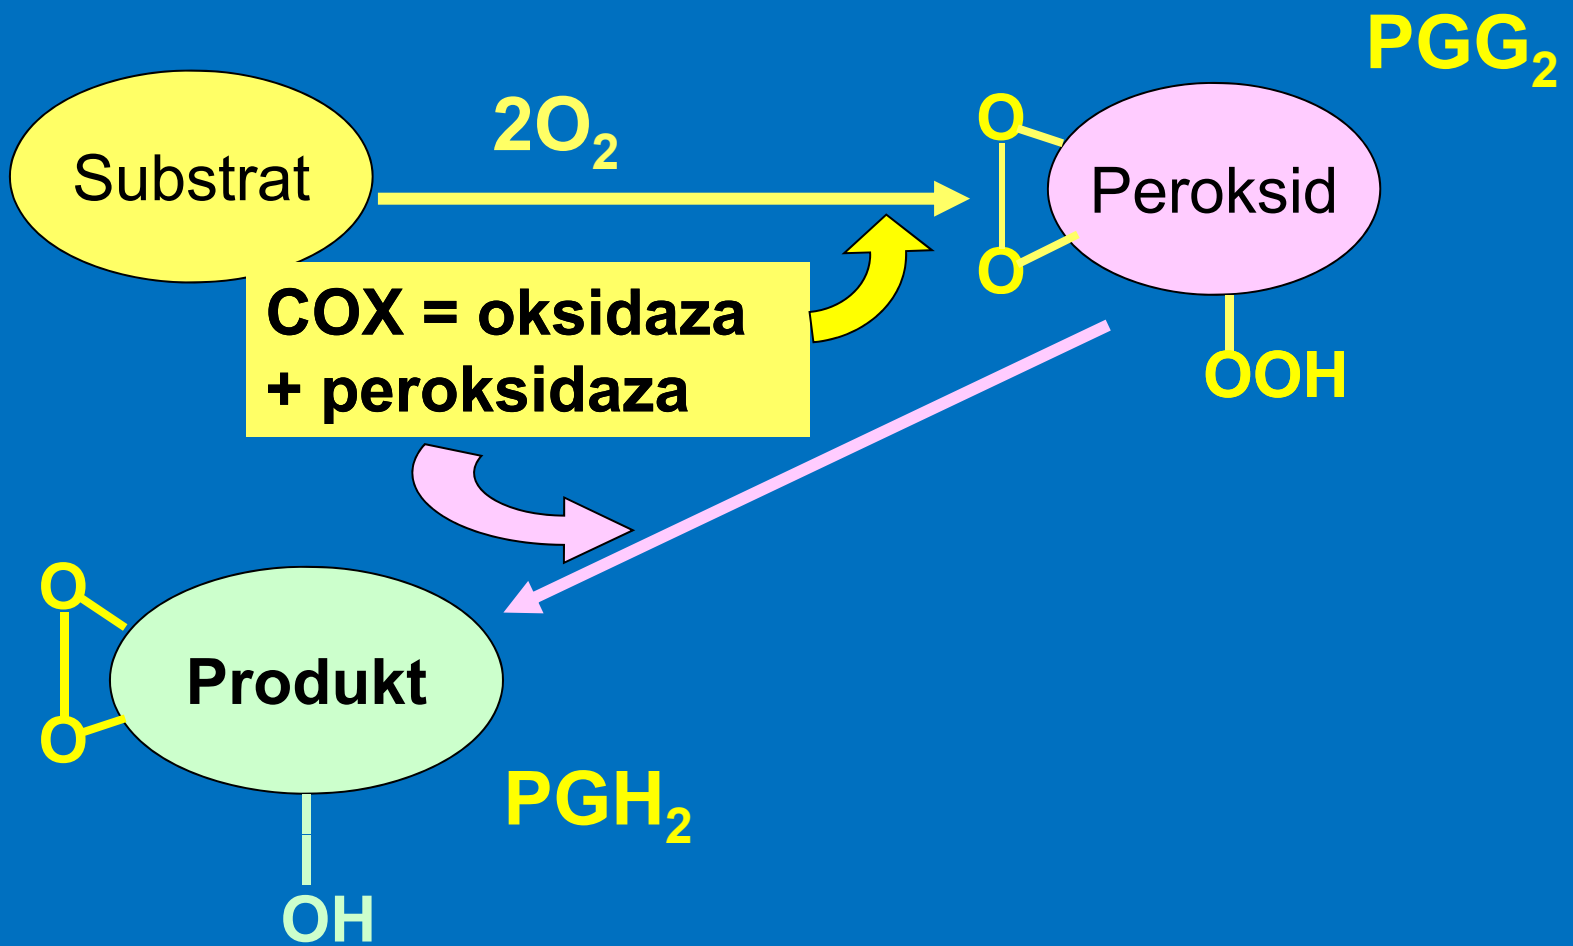 PGG₂
2O₂
Substrat
O
Peroksid
O
OOH
COX = oksidaza
+ peroksidaza
O
Produkt
O
PGH₂
OH